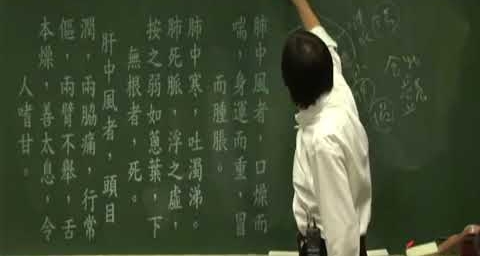 肺中風者，口燥而
喘，身運而重，冒
而腫脹。
肺中寒，吐濁涕。
肺死脈，浮之虛，
按之弱如蔥葉，下
無根者，死。
肝中風者，頭目
潤，兩脇痛，行常
傴，兩臂不舉，舌
本燥，善太息，令
人嗜甘。